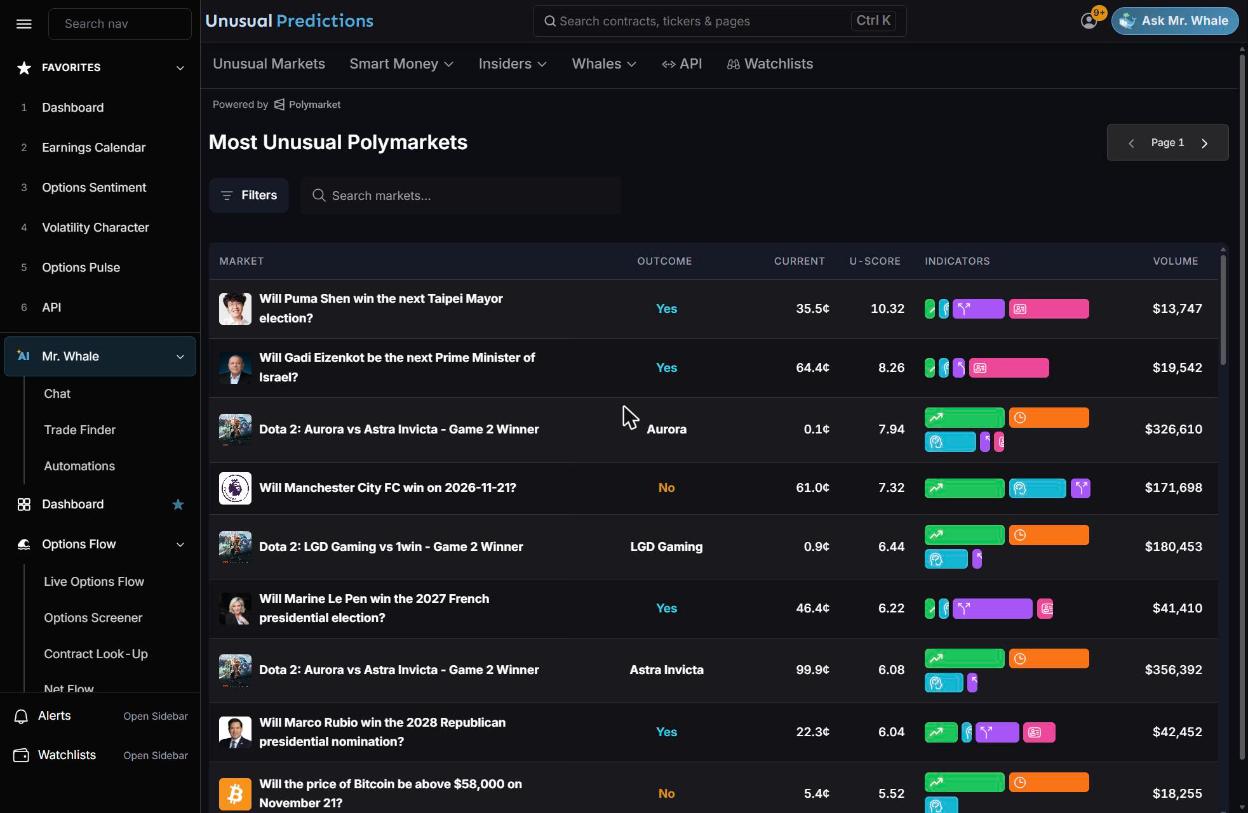 Search nav
Unusual Predictions
Search contracts, tickers & pages
Ctrl K
9+
Ask Mr. Whale
FAVORITES
1 Dashboard
2 Earnings Calendar
3 Options Sentiment
4 Volatility Character
5 Options Pulse
6 API
AI Mr. Whale
Chat
Trade Finder
Automations
Dashboard
Options Flow
Live Options Flow
Options Screener
Contract Look-Up
Net Flow
Alerts Open Sidebar
Watchlists Open Sidebar
Unusual Markets Smart Money Insiders Whales API Watchlists
Powered by Polymarket
Most Unusual Polymarkets
Page 1
Filters
Search markets...
MARKET OUTCOME CURRENT U-SCORE INDICATORS VOLUME
Will Puma Shen win the next Taipei Mayor
election?
Yes 35.5¢ 10.32 $13,747
Will Gadi Eizenkot be the next Prime Minister of
Israel?
Yes 64.4¢ 8.26 $19,542
Dota 2: Aurora vs Astra Invicta - Game 2 Winner Aurora 0.1¢ 7.94 $326,610
Will Manchester City FC win on 2026-11-21? No 61.0¢ 7.32 $171,698
Dota 2: LGD Gaming vs 1win - Game 2 Winner LGD Gaming 0.9¢ 6.44 $180,453
Will Marine Le Pen win the 2027 French
presidential election?
Yes 46.4¢ 6.22 $41,410
Dota 2: Aurora vs Astra Invicta - Game 2 Winner Astra Invicta 99.9¢ 6.08 $356,392
Will Marco Rubio win the 2028 Republican
presidential nomination?
Yes 22.3¢ 6.04 $42,452
Will the price of Bitcoin be above $58,000 on
November 21?
No 5.4¢ 5.52 $18,255